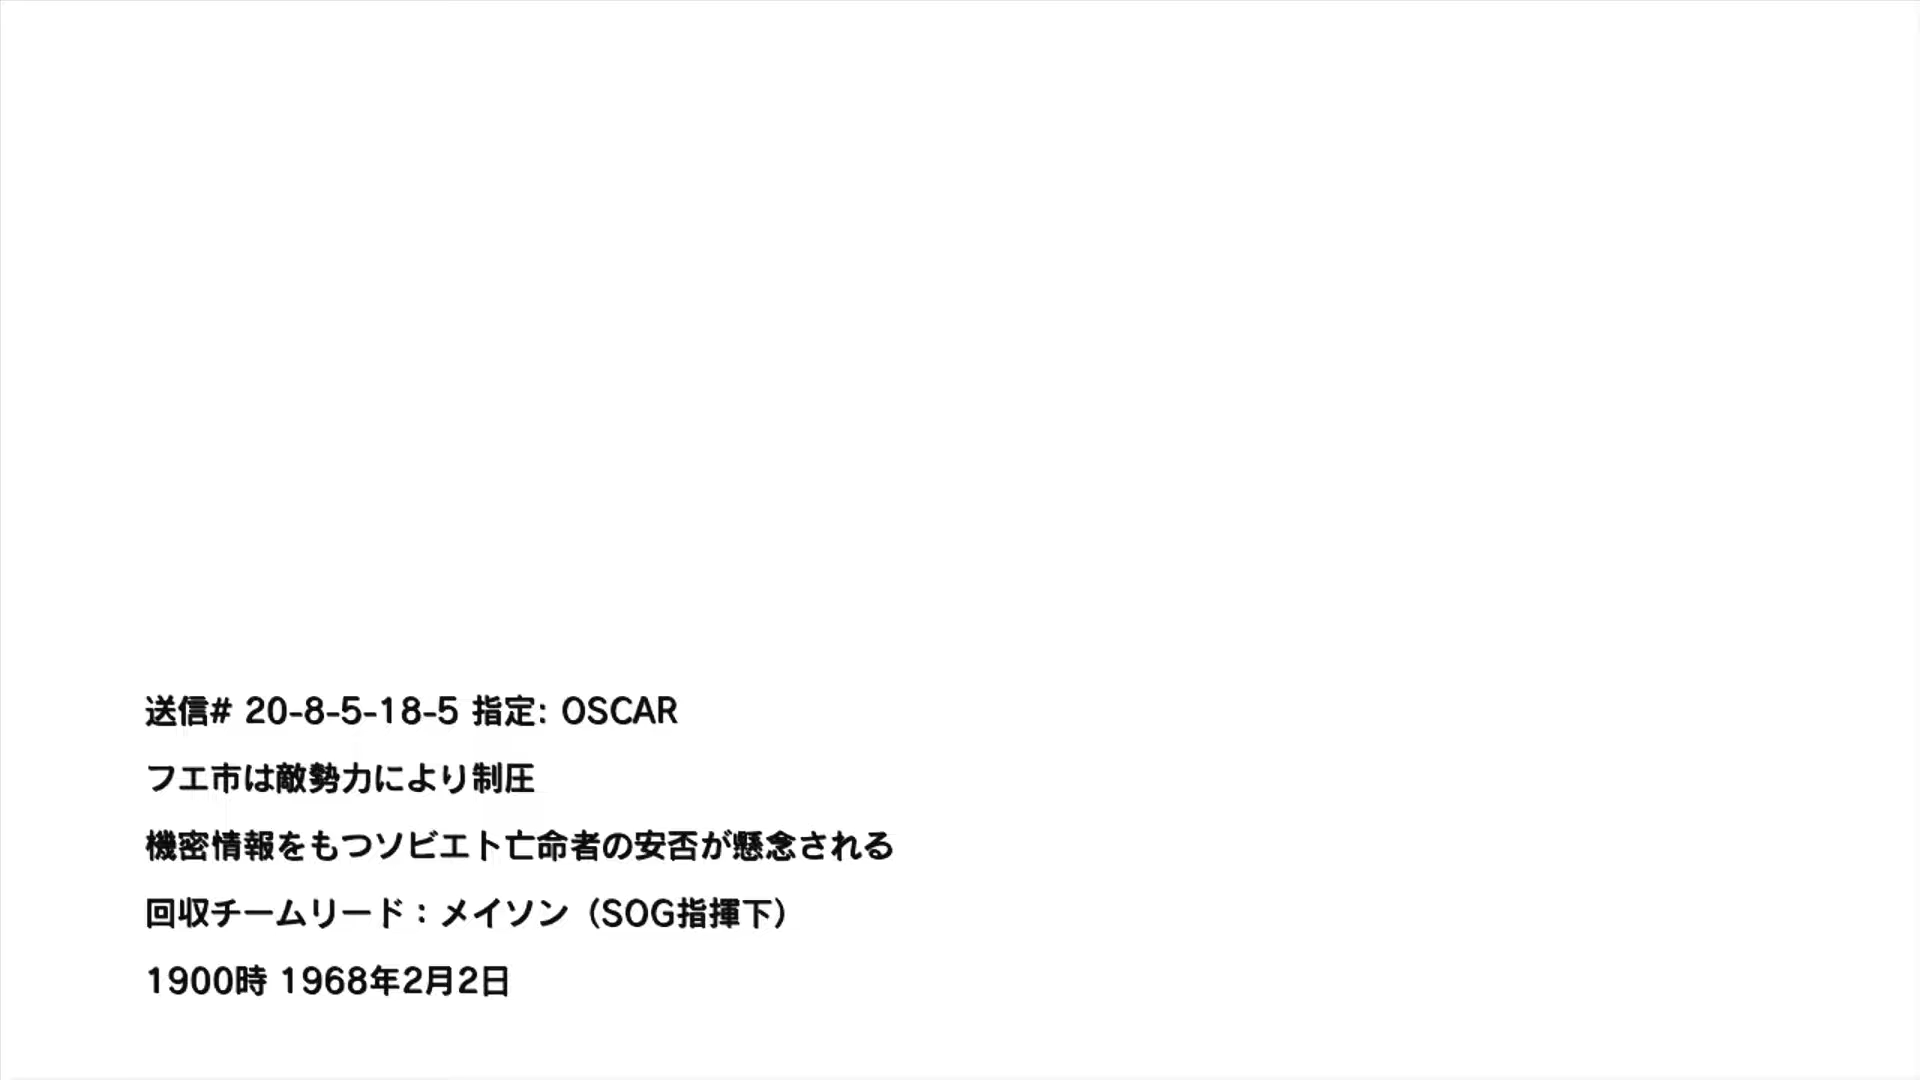 送信# 20-8-5-18-5 指定: OSCAR
フエ市は敵勢力により制圧
機密情報をもつソビエト亡命者の安否が懸念される
回収チームリード：メイソン（SOG指揮下）
1900時 1968年2月2日